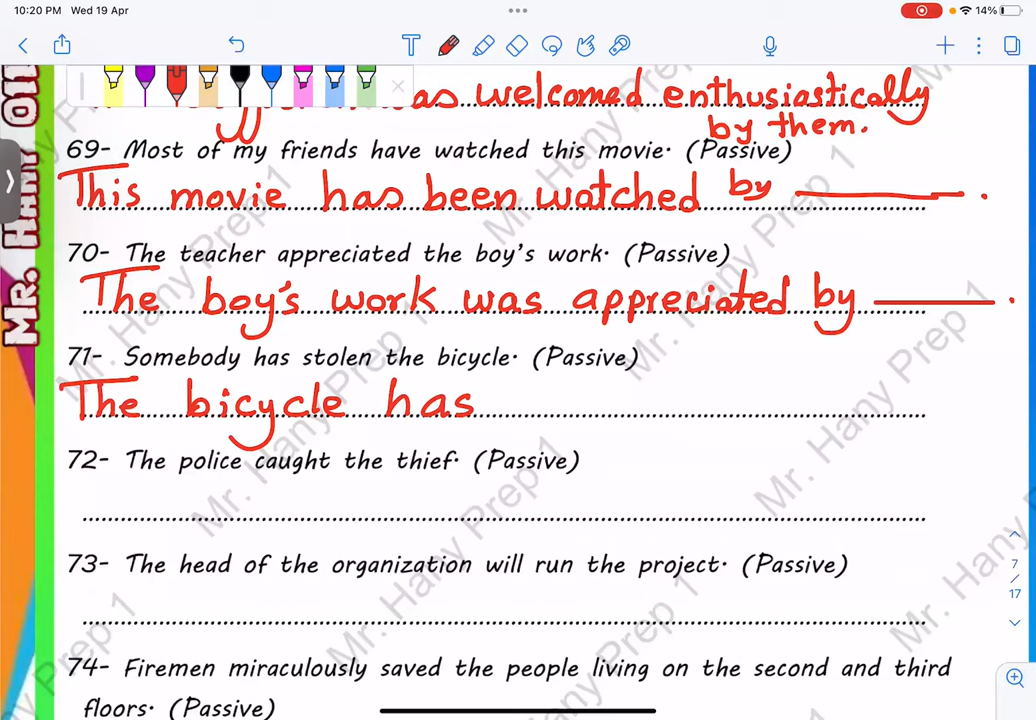 10:20 PM Wed 19 Apr
14%
as welcomed enthusiastically
by them.
69- Most of my friends have watched this movie. (Passive)
This movie has been watched by ________ .
70- The teacher appreciated the boy's work. (Passive)
The boy's work was appreciated by ________ .
71- Somebody has stolen the bicycle. (Passive)
The bicycle has
72- The police caught the thief. (Passive)
73- The head of the organization will run the project. (Passive)
74- Firemen miraculously saved the people living on the second and third
floors. (Passive)
7
/
17
Mr. Hany Prep 1